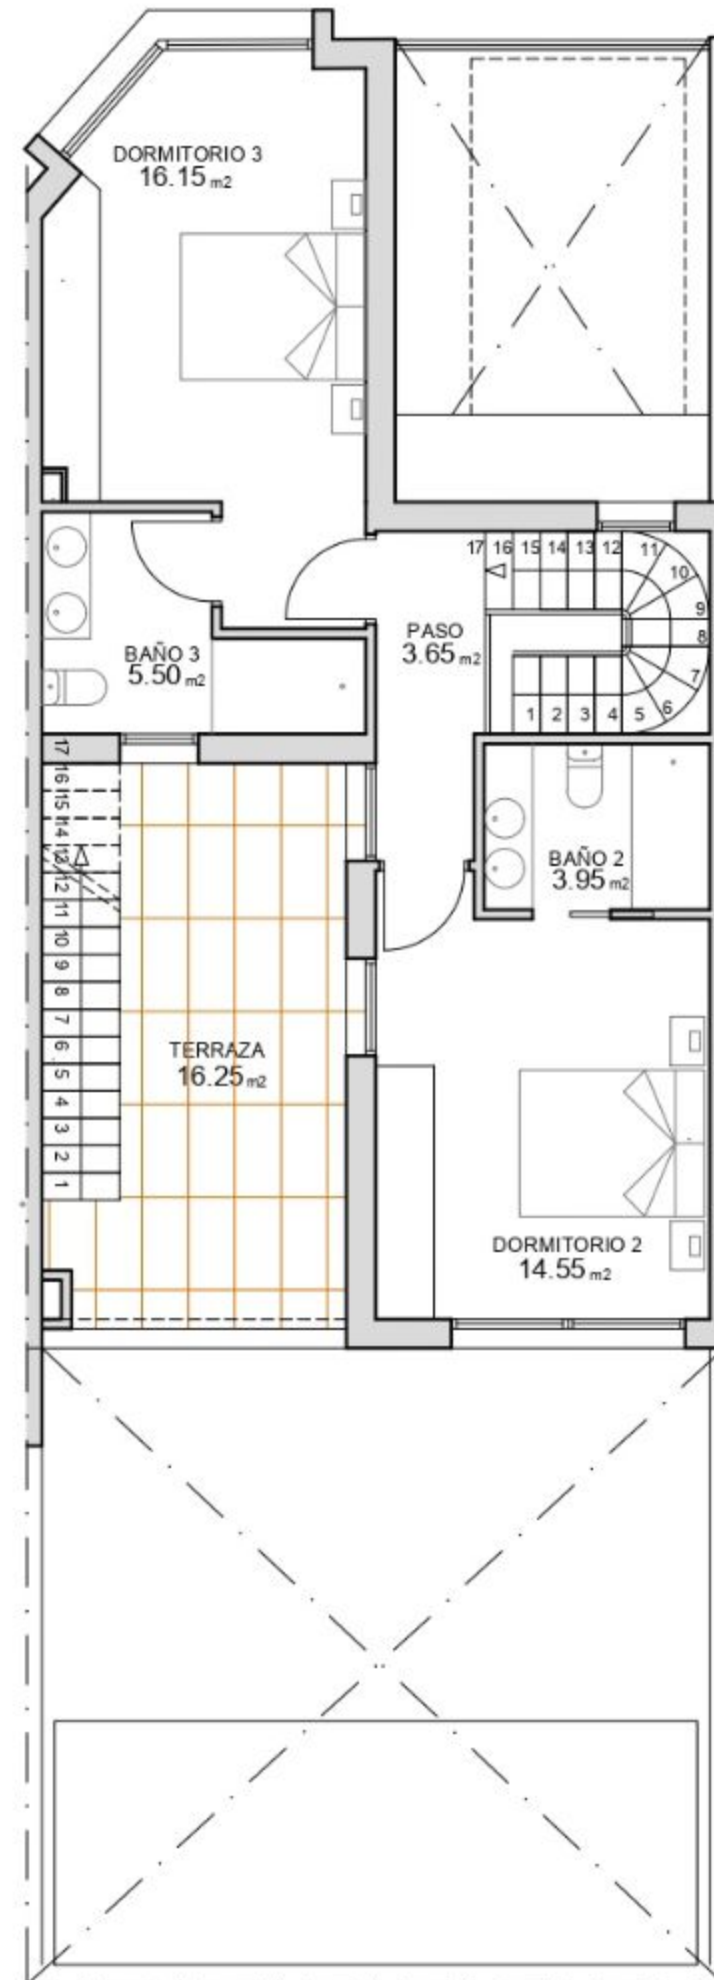 DORMITORIO 3
16.15 m2
17 16 15 14 13 12 11
10
9
8
7
6
1 2 3 4 5
PASO
3.65 m2
BAÑO 3
5.50 m2
BAÑO 2
3.95 m2
17
16
15
14
13
12
11
10
9
8
7
6
5
4
3
2
1
TERRAZA
16.25 m2
DORMITORIO 2
14.55 m2